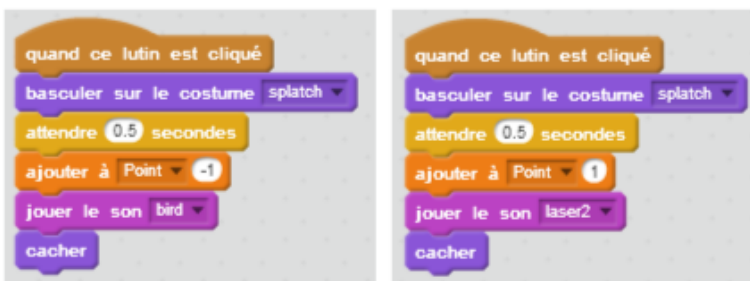 quand ce lutin est cliqué
basculer sur le costume splatch
attendre 0.5 secondes
ajouter à Point -1
jouer le son bird
cacher
quand ce lutin est cliqué
basculer sur le costume splatch
attendre 0.5 secondes
ajouter à Point 1
jouer le son laser2
cacher